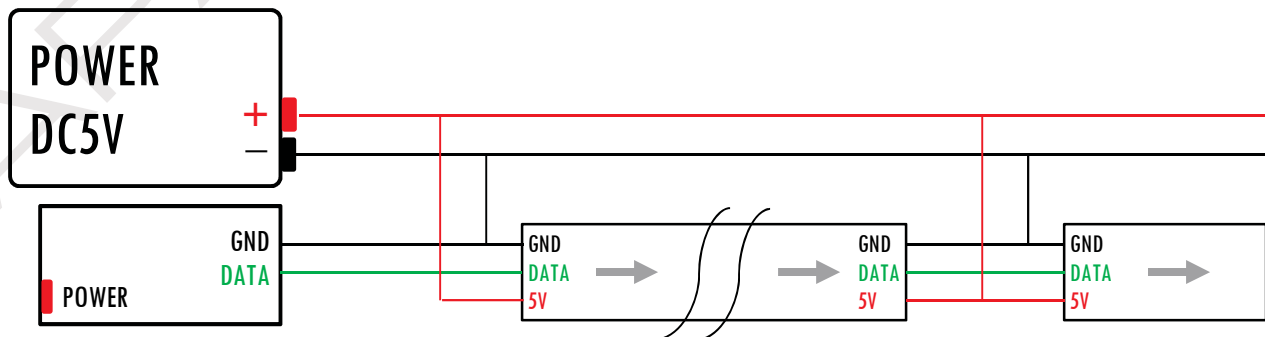 POWER
DC5V
+
–
GND
DATA
POWER
GND
DATA
5V
GND
DATA
5V
GND
DATA
5V